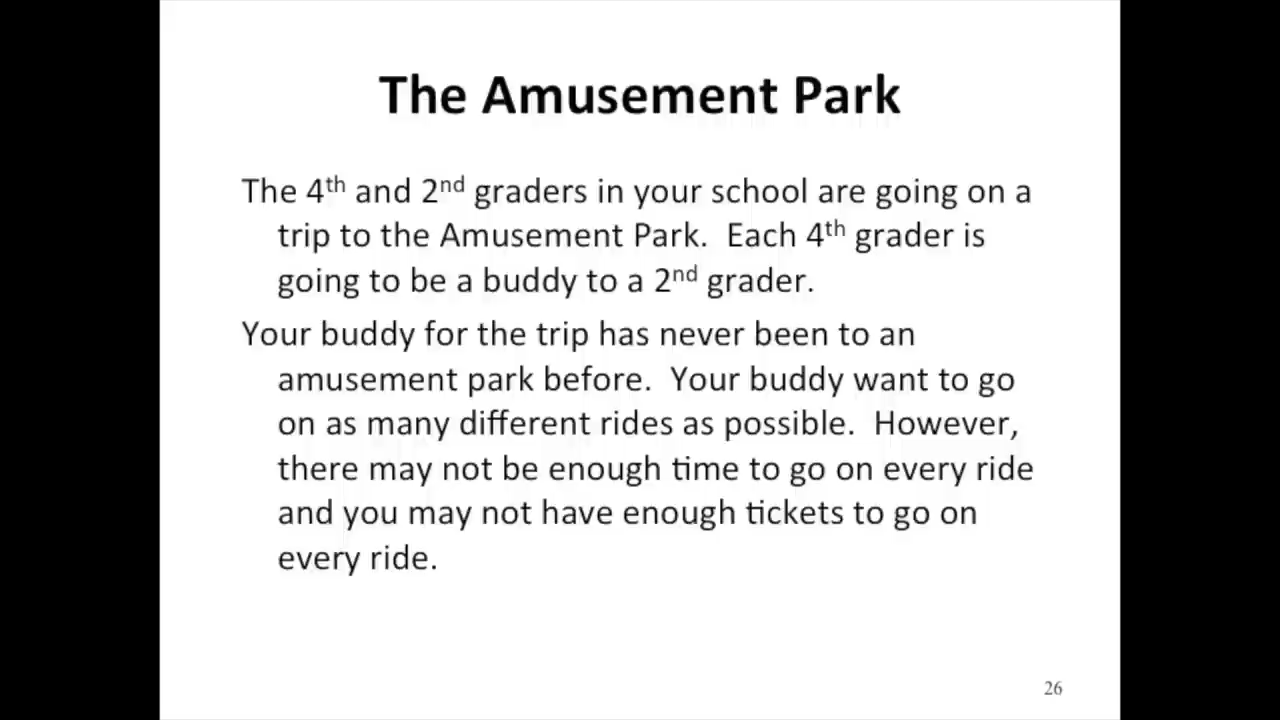 The Amusement Park
The 4th and 2nd graders in your school are going on a
trip to the Amusement Park.  Each 4th grader is
going to be a buddy to a 2nd grader.
Your buddy for the trip has never been to an
amusement park before.  Your buddy want to go
on as many different rides as possible.  However,
there may not be enough time to go on every ride
and you may not have enough tickets to go on
every ride.
26